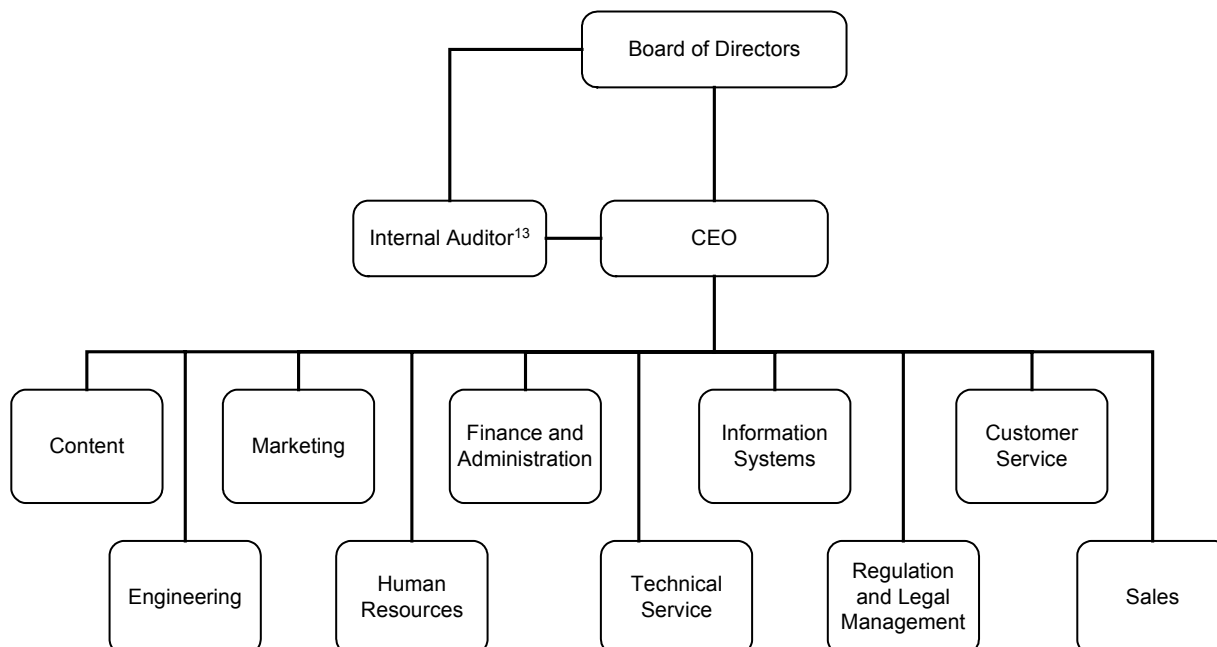 Board of Directors
Internal Auditor¹³
CEO
Content
Marketing
Finance and
Administration
Information
Systems
Customer
Service
Engineering
Human
Resources
Technical
Service
Regulation
and Legal
Management
Sales